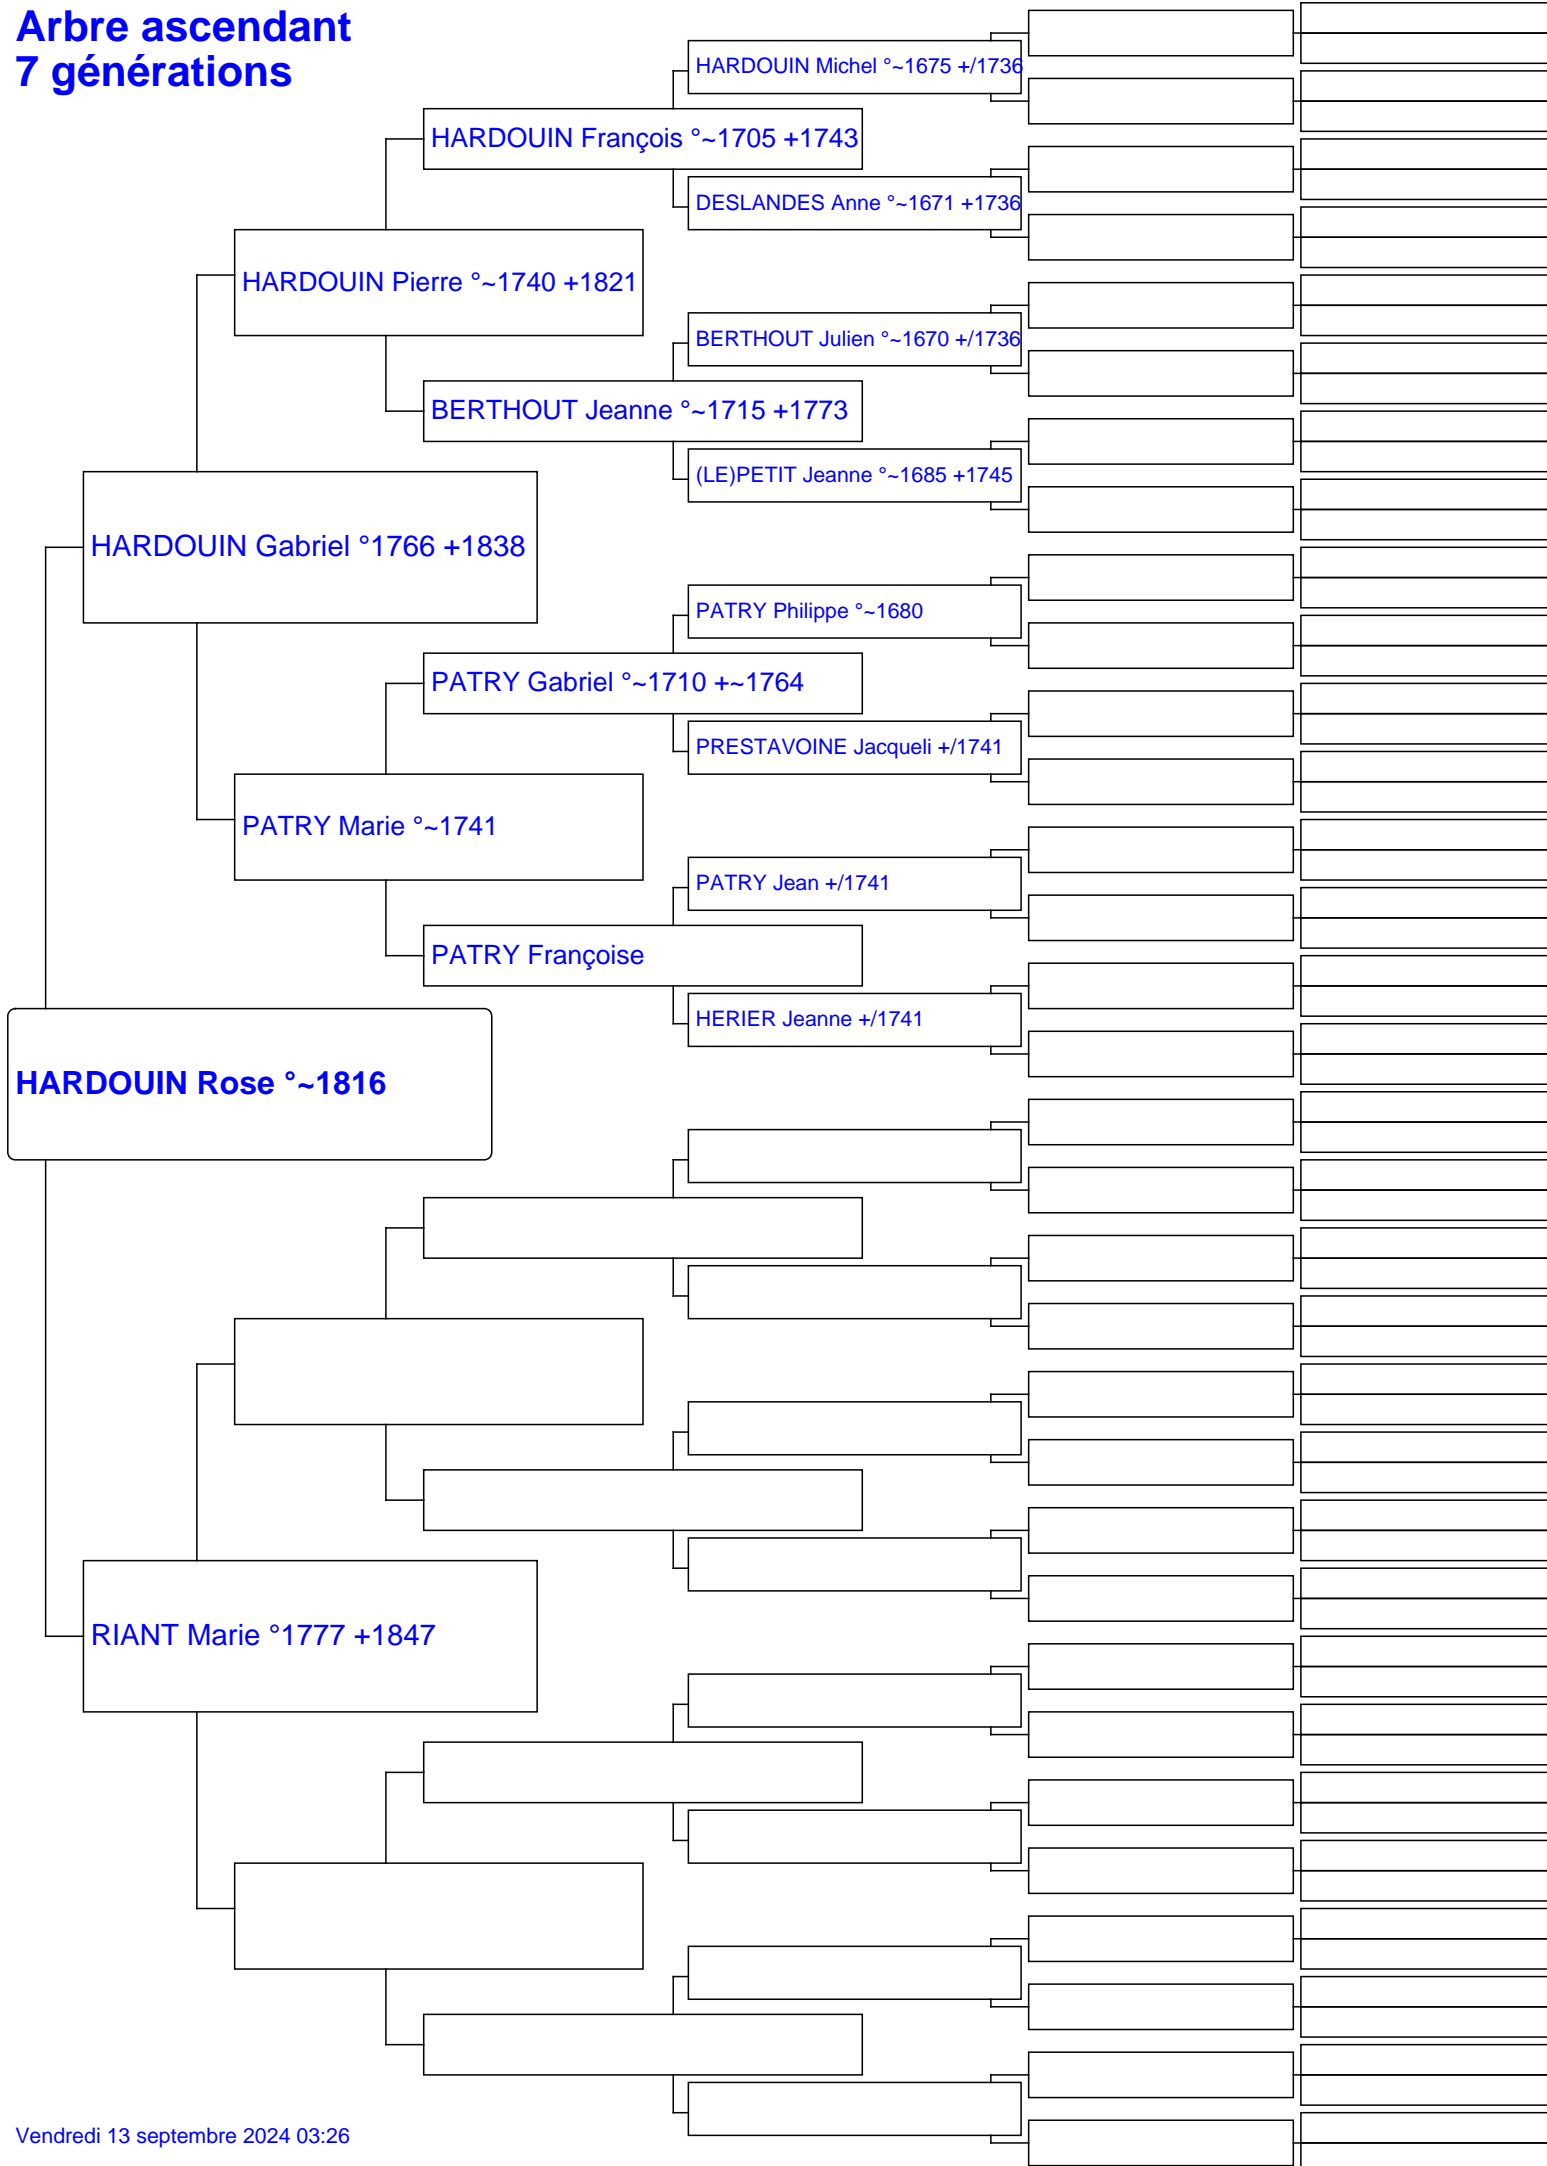 Arbre ascendant
7 générations
HARDOUIN Michel °~1675 +/1736
HARDOUIN François °~1705 +1743
DESLANDES Anne °~1671 +1736
HARDOUIN Pierre °~1740 +1821
BERTHOUT Julien °~1670 +/1736
BERTHOUT Jeanne °~1715 +1773
(LE)PETIT Jeanne °~1685 +1745
HARDOUIN Gabriel °1766 +1838
PATRY Philippe °~1680
PATRY Gabriel °~1710 +~1764
PRESTAVOINE Jacqueli +/1741
PATRY Marie °~1741
PATRY Jean +/1741
PATRY Françoise
HERIER Jeanne +/1741
HARDOUIN Rose °~1816
RIANT Marie °1777 +1847
Vendredi 13 septembre 2024 03:26